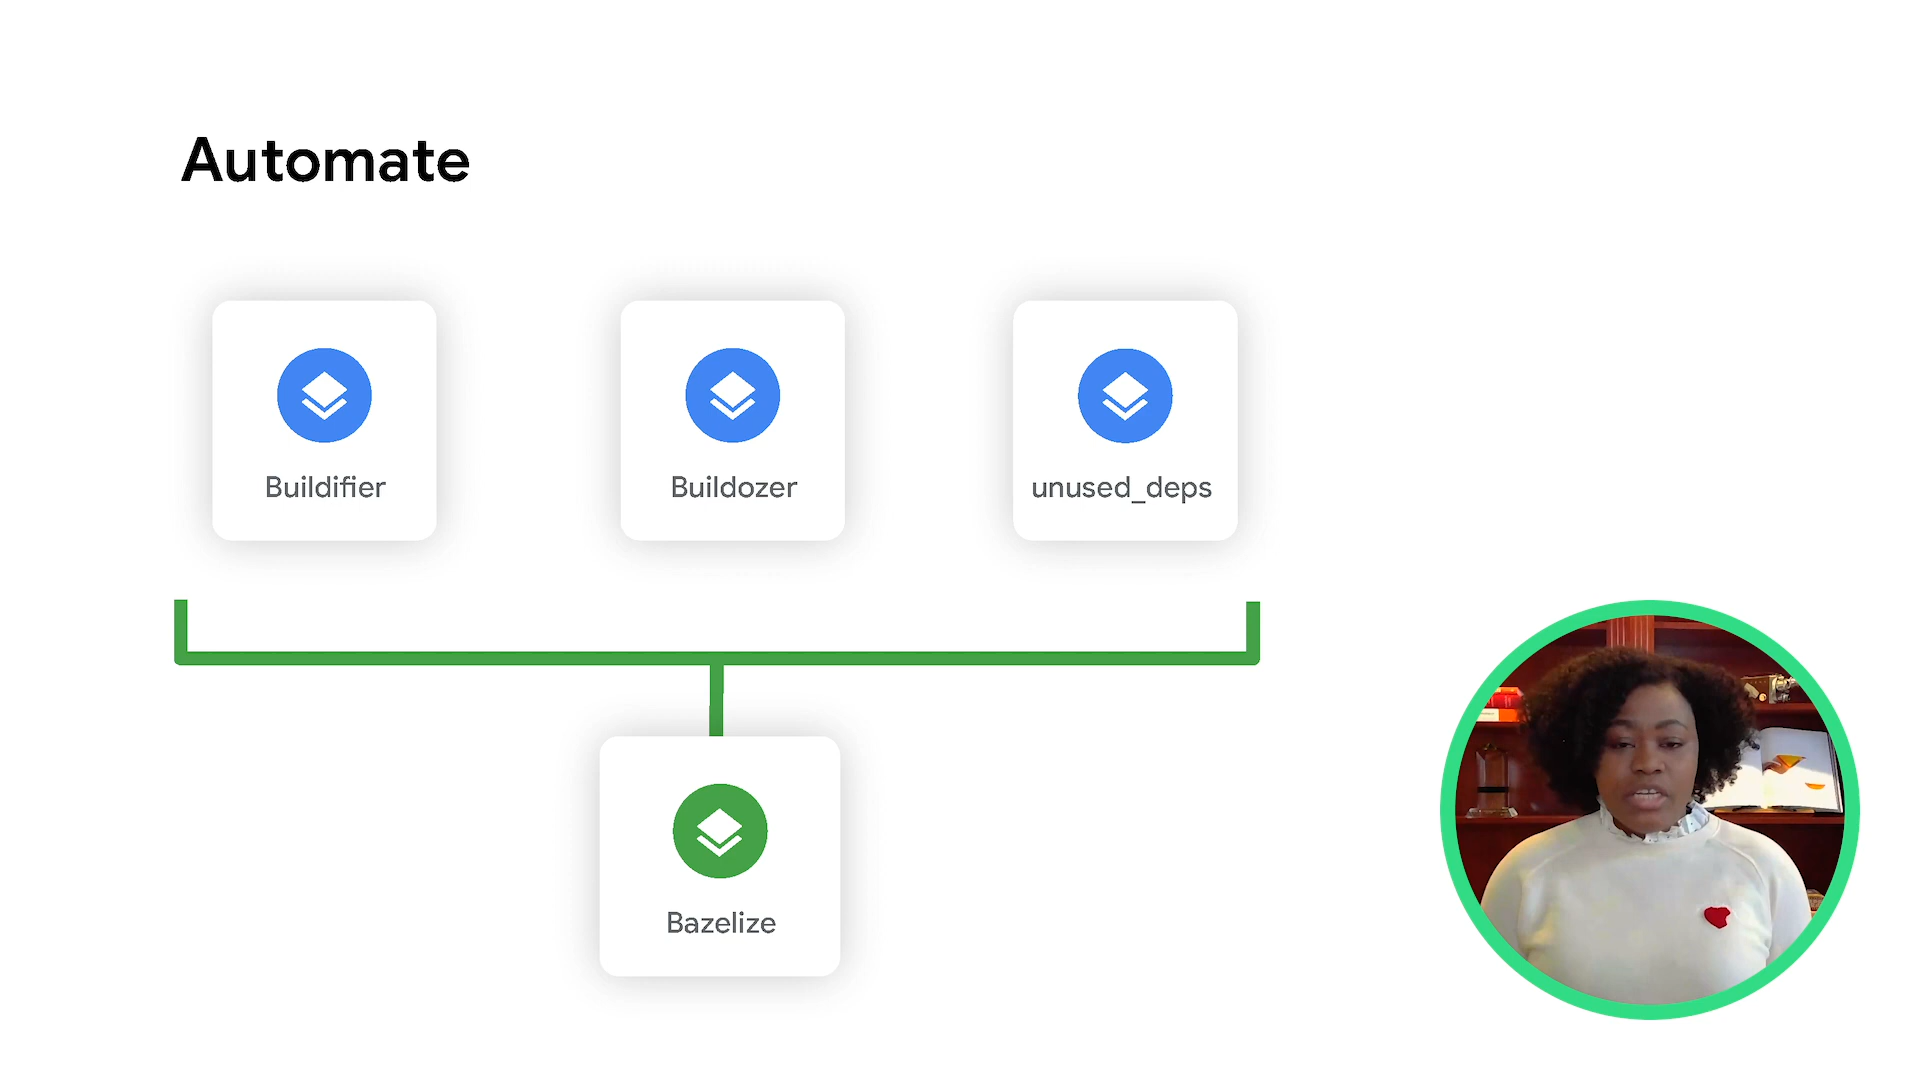 Automate
Buildifier
Buildozer
unused_deps
Bazelize